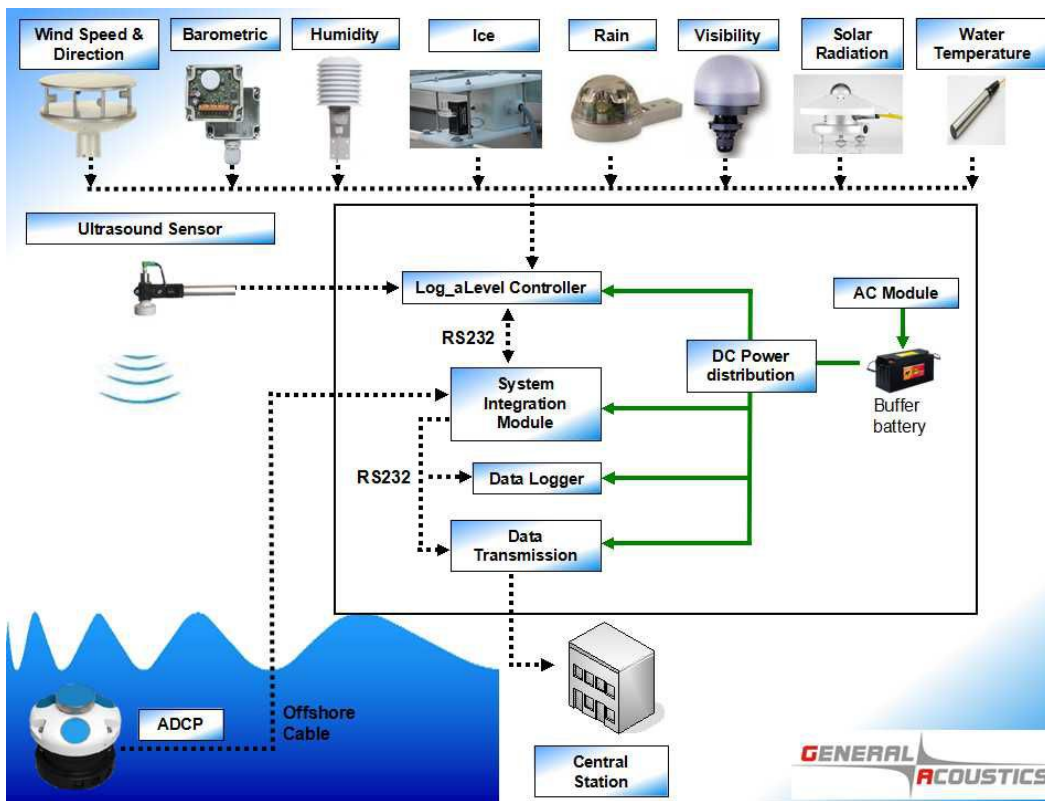 Wind Speed &
Direction
Barometric
Humidity
Ice
Rain
Visibility
Solar
Radiation
Water
Temperature
Ultrasound Sensor
Log_aLevel Controller
AC Module
RS232
DC Power
distribution
System
Integration
Module
Buffer
battery
RS232
Data Logger
Data
Transmission
ADCP
Offshore
Cable
Central
Station
GENERAL
ACOUSTICS